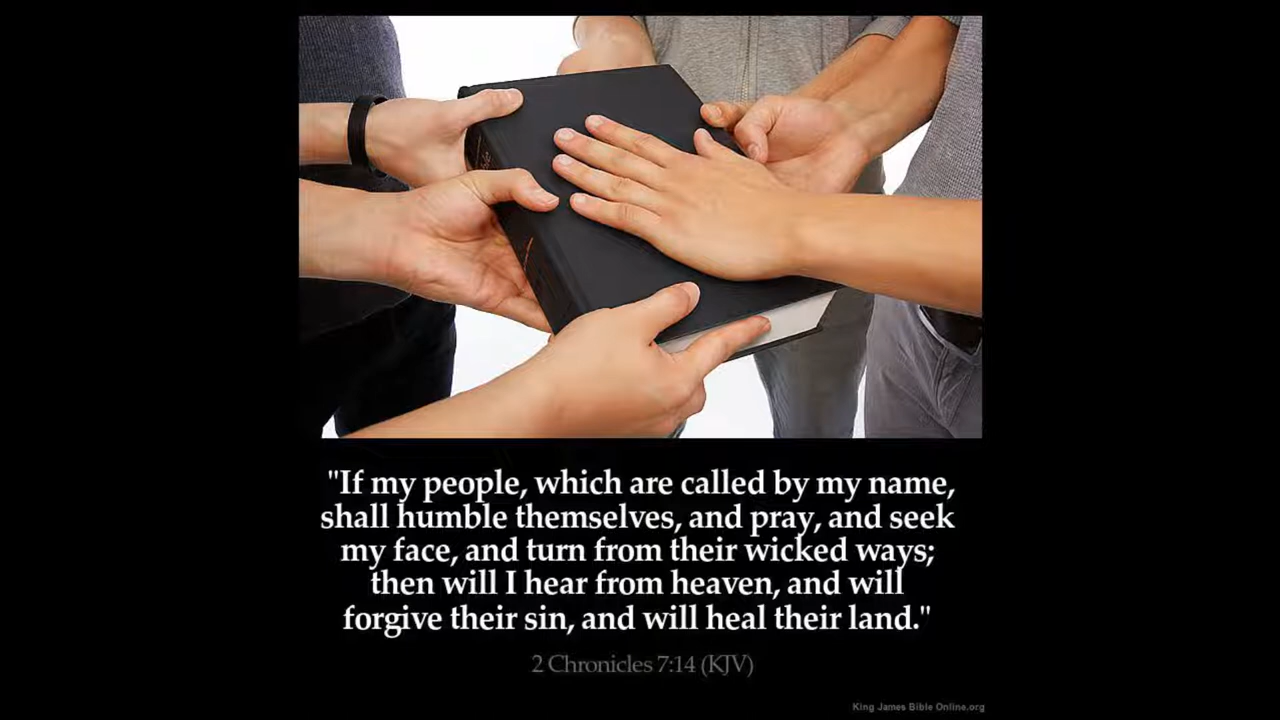 "If my people, which are called by my name,
shall humble themselves, and pray, and seek
my face, and turn from their wicked ways;
then will I hear from heaven, and will
forgive their sin, and will heal their land."
2 Chronicles 7:14 (KJV)
King James Bible Online.org